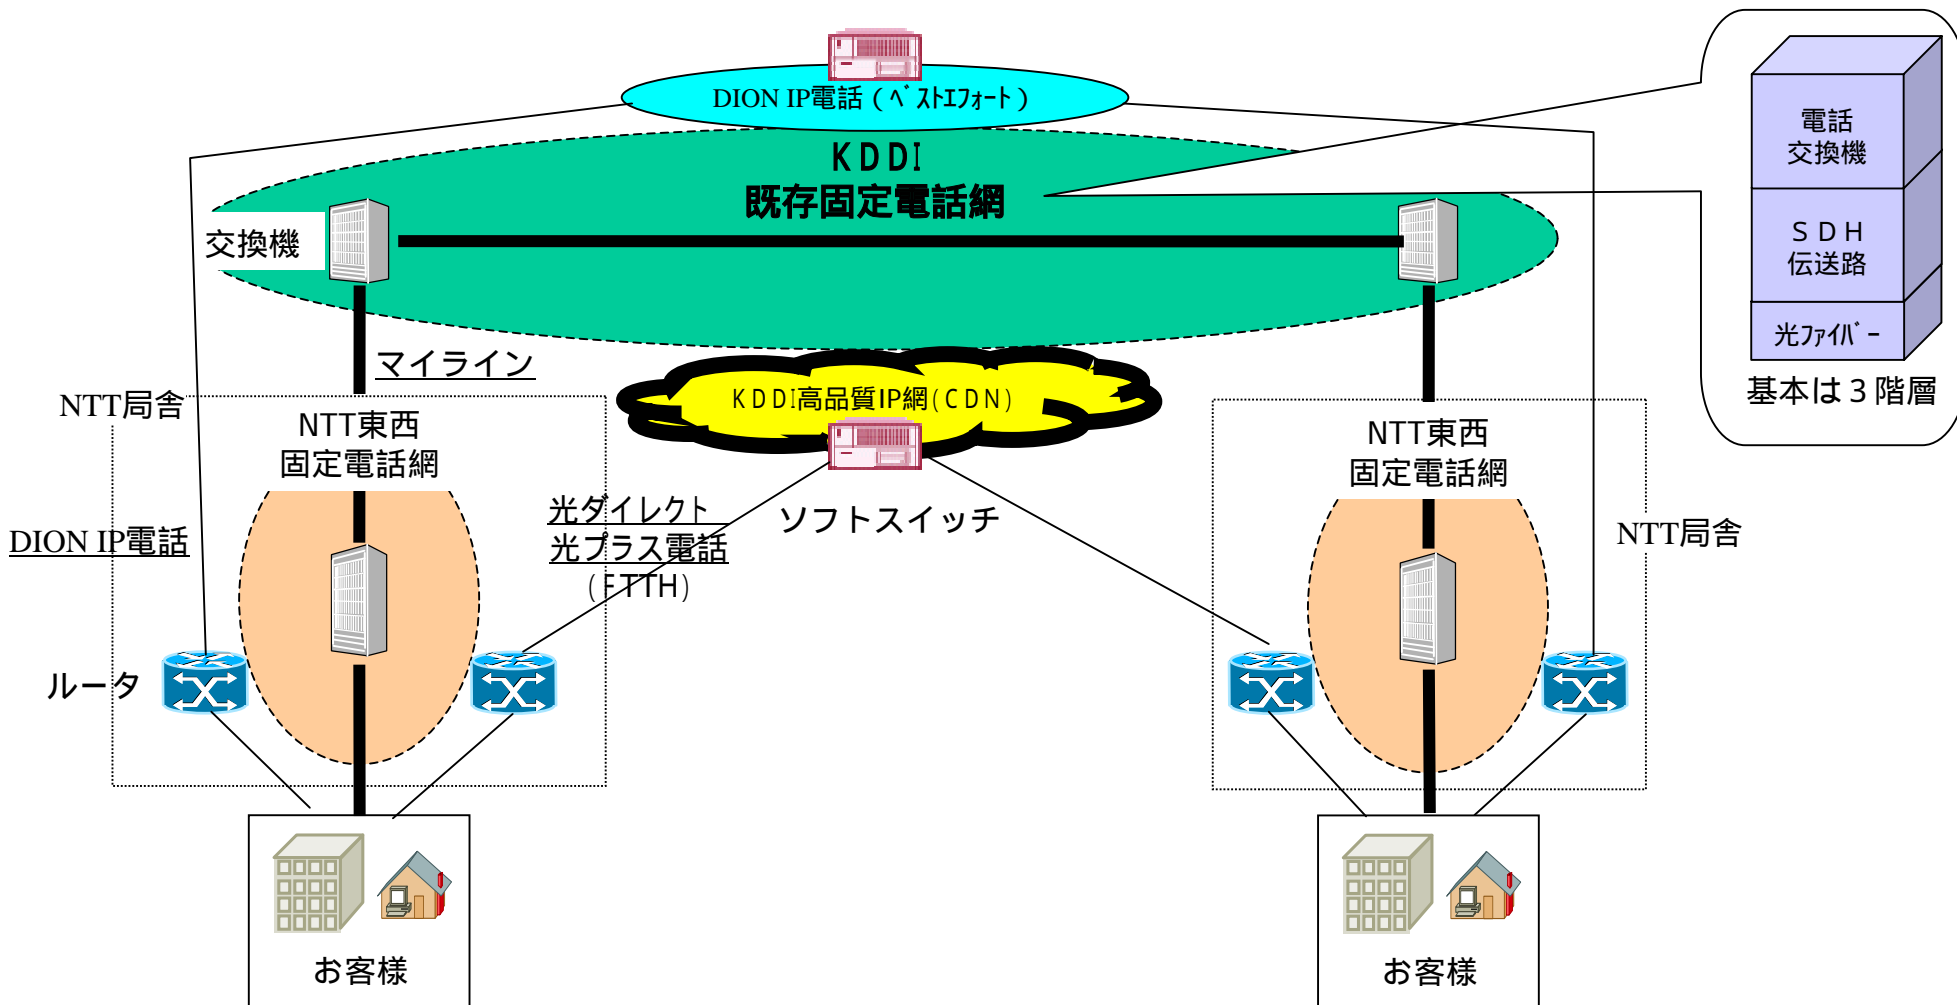 DION IP電話(ベストエフォート)
KDDI
既存固定電話網
交換機
マイライン
KDDI高品質IP網(CDN)
ソフトスイッチ
NTT局舎
NTT東西
固定電話網
DION IP電話
光ダイレクト
光プラス電話
(FTTH)
ルータ
お客様
NTT東西
固定電話網
NTT局舎
お客様
電話
交換機
SDH
伝送路
光ファイバー
基本は3階層